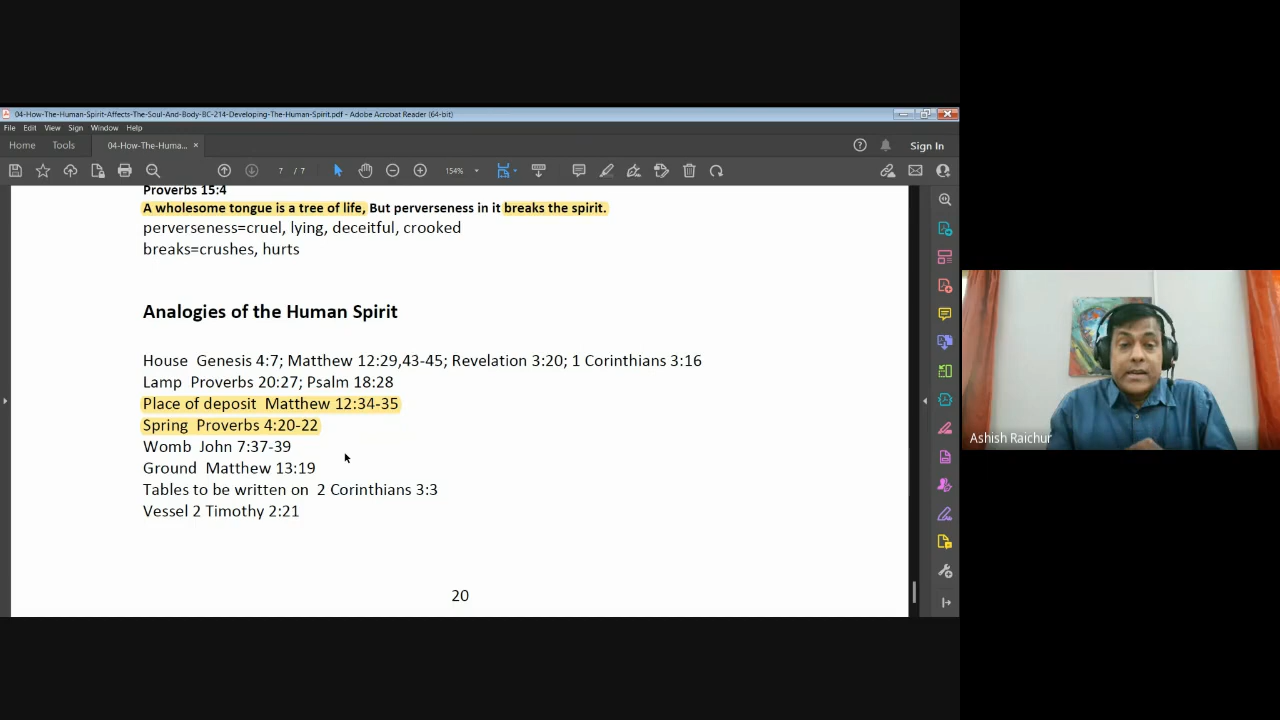 04-How-The-Human-Spirit-Affects-The-Soul-And-Body-BC-214-Developing-The-Human-Spirit.pdf - Adobe Acrobat Reader (64-bit)
File Edit View Sign Window Help
Home Tools 04-How-The-Huma... × Sign In
7 / 7 154%
Proverbs 15:4
A wholesome tongue is a tree of life, But perverseness in it breaks the spirit.
perverseness=cruel, lying, deceitful, crooked
breaks=crushes, hurts
Analogies of the Human Spirit
House Genesis 4:7; Matthew 12:29,43-45; Revelation 3:20; 1 Corinthians 3:16
Lamp Proverbs 20:27; Psalm 18:28
Place of deposit Matthew 12:34-35
Spring Proverbs 4:20-22
Womb John 7:37-39
Ground Matthew 13:19
Tables to be written on 2 Corinthians 3:3
Vessel 2 Timothy 2:21
20
Ashish Raichur